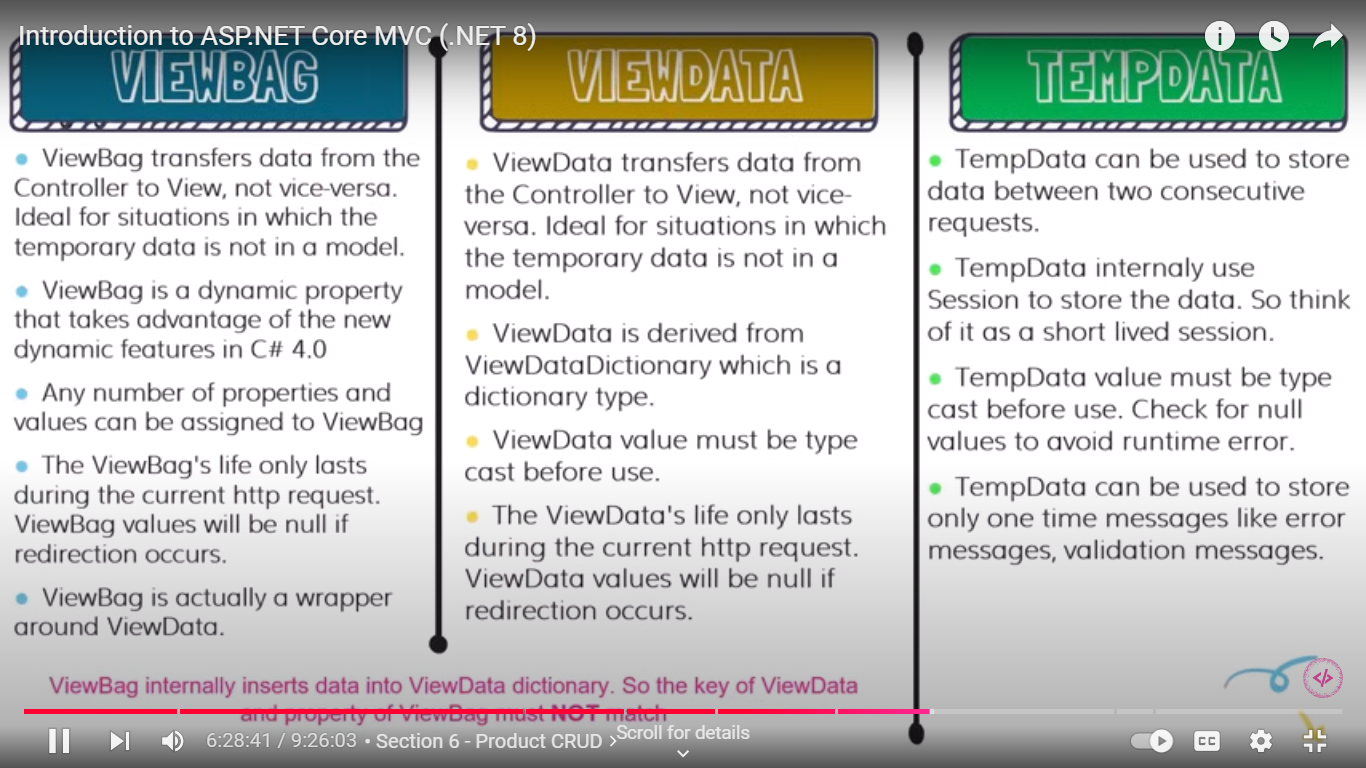 Introduction to ASP.NET Core MVC (.NET 8)
VIEWBAG
ViewBag transfers data from the
Controller to View, not vice-versa.
Ideal for situations in which the
temporary data is not in a model.
ViewBag is a dynamic property
that takes advantage of the new
dynamic features in C# 4.0
Any number of properties and
values can be assigned to ViewBag
The ViewBag's life only lasts
during the current http request.
ViewBag values will be null if
redirection occurs.
ViewBag is actually a wrapper
around ViewData.
VIEWDATA
ViewData transfers data from
the Controller to View, not vice-
versa. Ideal for situations in which
the temporary data is not in a
model.
ViewData is derived from
ViewDataDictionary which is a
dictionary type.
ViewData value must be type
cast before use.
The ViewData's life only lasts
during the current http request.
ViewData values will be null if
redirection occurs.
TEMPDATA
TempData can be used to store
data between two consecutive
requests.
TempData internaly use
Session to store the data. So think
of it as a short lived session.
TempData value must be type
cast before use. Check for null
values to avoid runtime error.
TempData can be used to store
only one time messages like error
messages, validation messages.
ViewBag internally inserts data into ViewData dictionary. So the key of ViewData
and property of ViewBag must NOT match
</>
6:28:41 / 9:26:03 • Section 6 - Product CRUD >
Scroll for details
CC